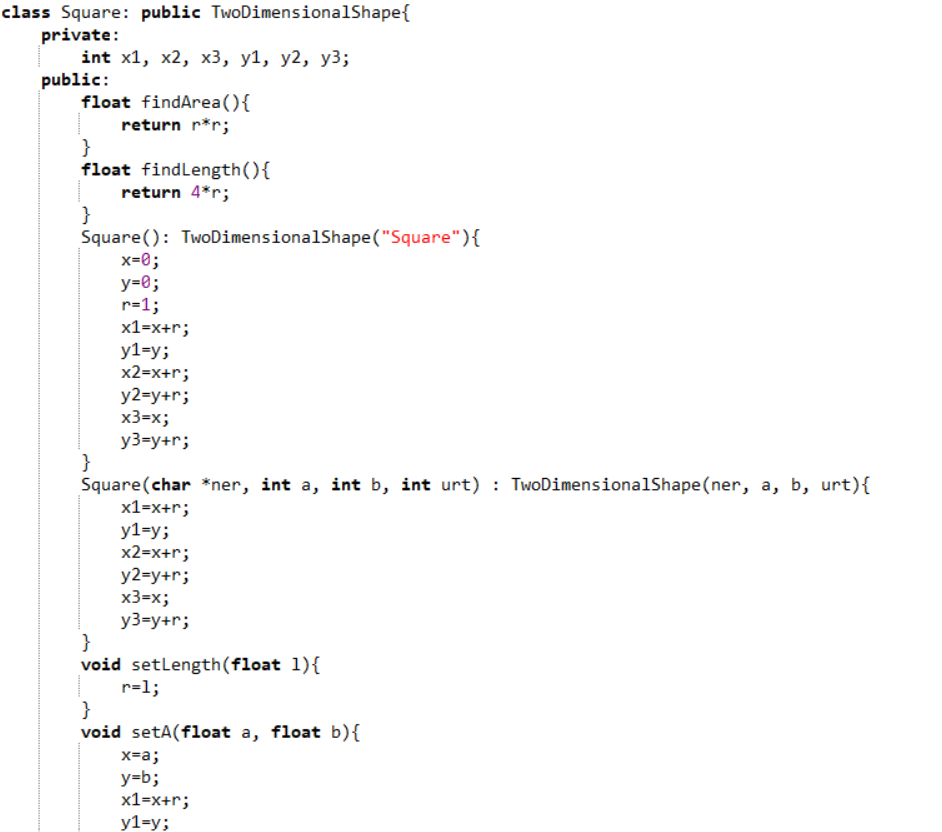 class Square: public TwoDimensionalShape{
    private:
        int x1, x2, x3, y1, y2, y3;
    public:
        float findArea(){
            return r*r;
        }
        float findLength(){
            return 4*r;
        }
        Square(): TwoDimensionalShape("Square"){
            x=0;
            y=0;
            r=1;
            x1=x+r;
            y1=y;
            x2=x+r;
            y2=y+r;
            x3=x;
            y3=y+r;
        }
        Square(char *ner, int a, int b, int urt) : TwoDimensionalShape(ner, a, b, urt){
            x1=x+r;
            y1=y;
            x2=x+r;
            y2=y+r;
            x3=x;
            y3=y+r;
        }
        void setLength(float l){
            r=l;
        }
        void setA(float a, float b){
            x=a;
            y=b;
            x1=x+r;
            y1=y;